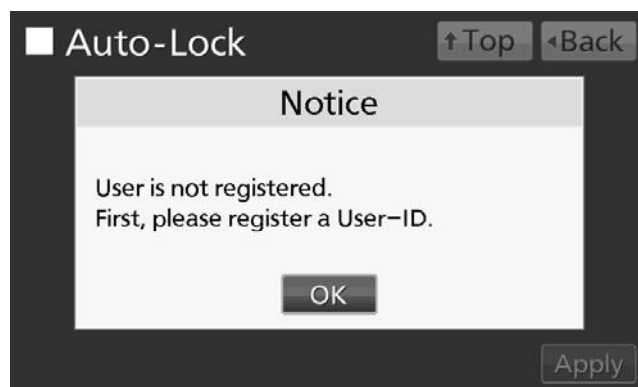 Auto-Lock
↑Top
◂Back
Notice
User is not registered.
First, please register a User-ID.
OK
Apply